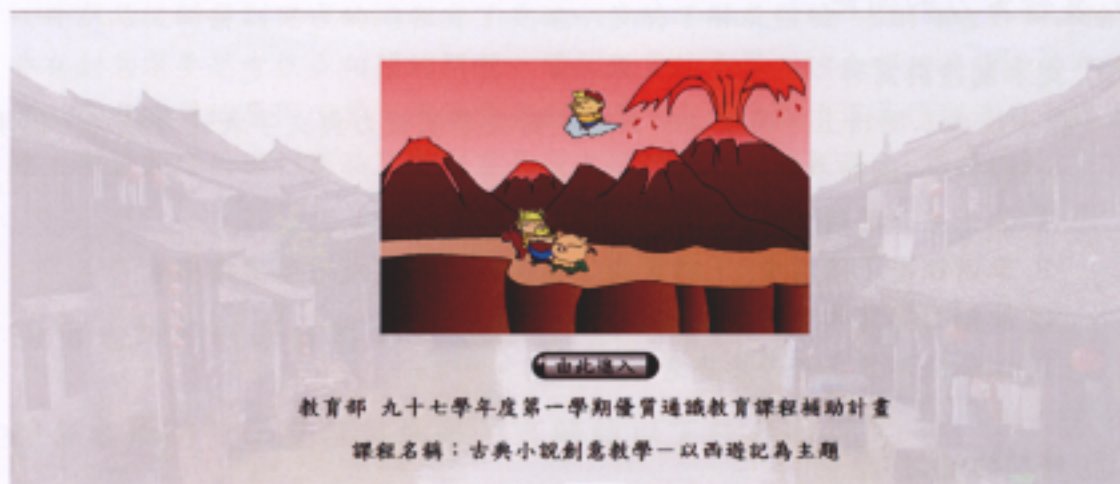 由此進入
教育部 九十七學年度第一學期優質通識教育課程補助計畫
課程名稱：古典小說創意教學－以西遊記為主題